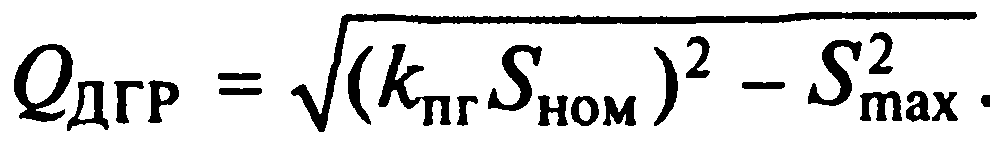 Q_ДГР = √((k_пг S_ном)² − S²_max).